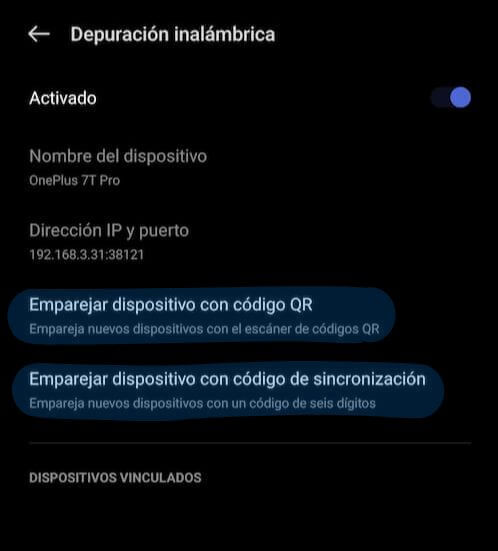 Depuración inalámbrica
Activado
Nombre del dispositivo
OnePlus 7T Pro
Dirección IP y puerto
192.168.3.31:38121
Emparejar dispositivo con código QR
Empareja nuevos dispositivos con el escáner de códigos QR
Emparejar dispositivo con código de sincronización
Empareja nuevos dispositivos con un código de seis dígitos
DISPOSITIVOS VINCULADOS